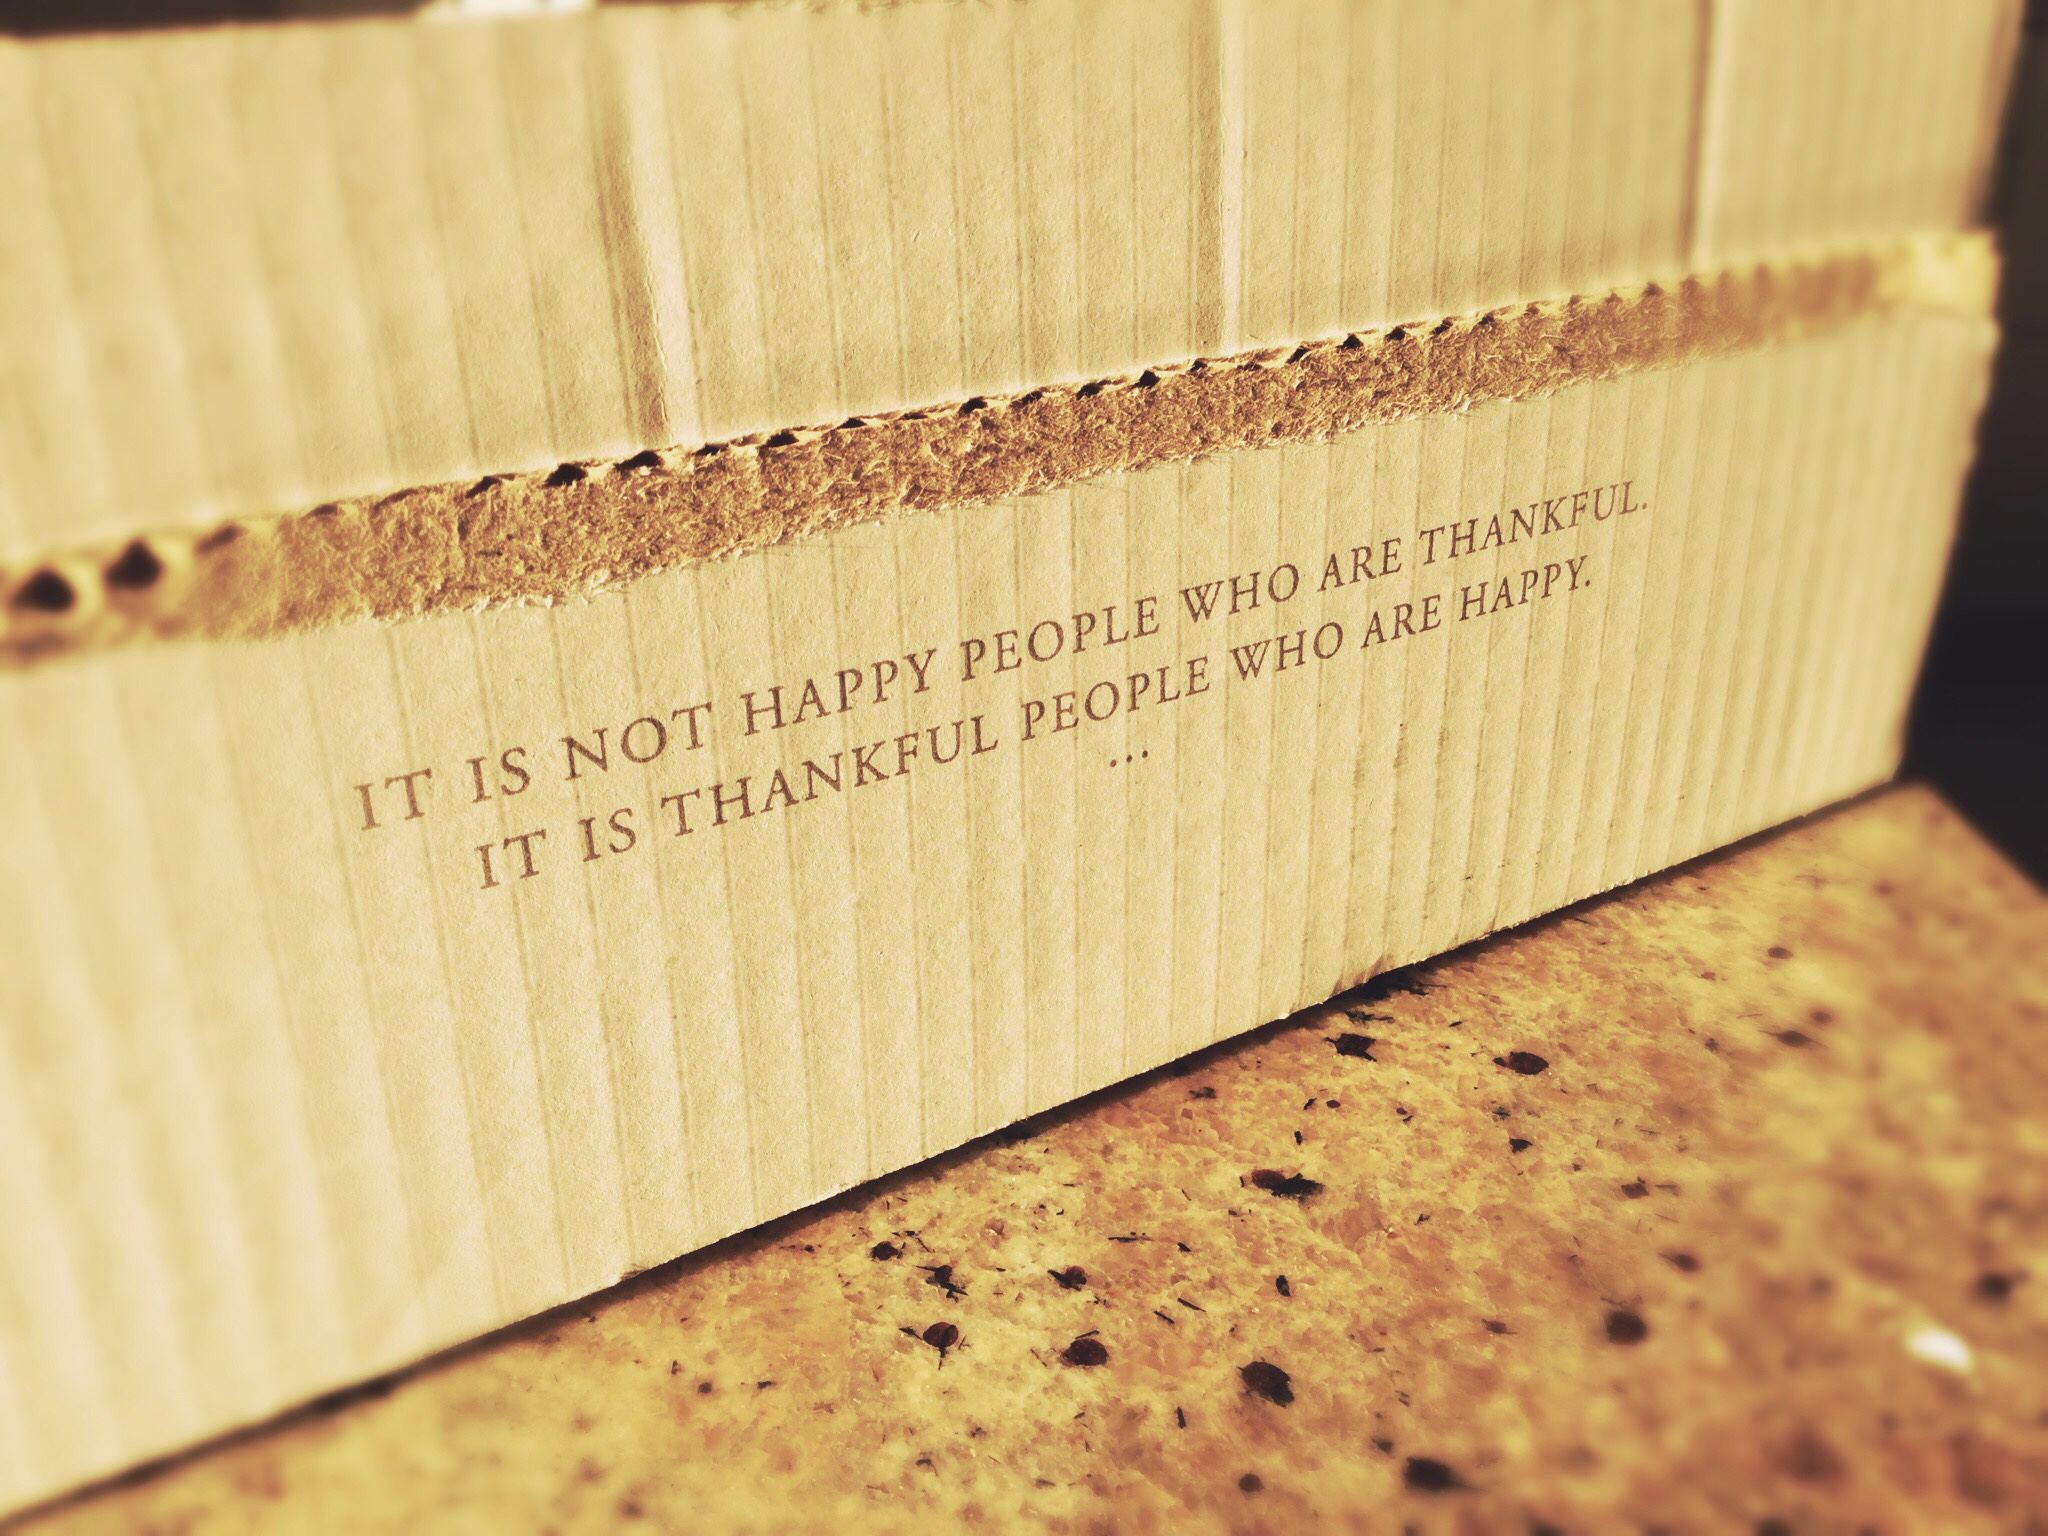 IT IS NOT HAPPY PEOPLE WHO ARE THANKFUL.
IT IS THANKFUL PEOPLE WHO ARE HAPPY.
...